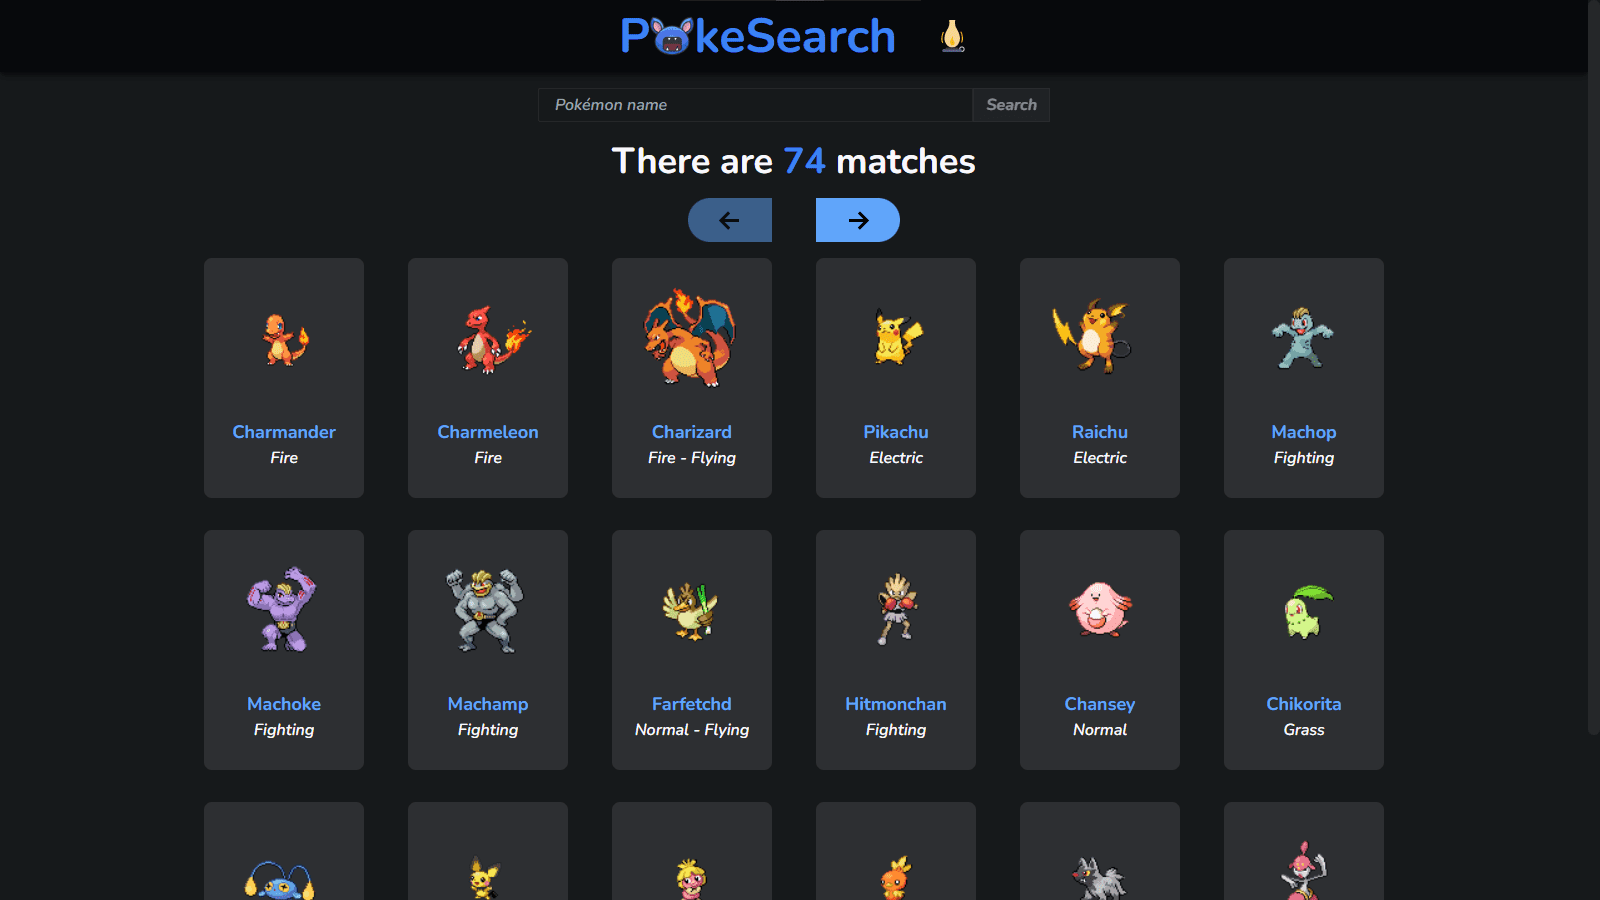 PokeSearch
Pokémon name
Search
There are 74 matches
Charmander
Fire
Charmeleon
Fire
Charizard
Fire - Flying
Pikachu
Electric
Raichu
Electric
Machop
Fighting
Machoke
Fighting
Machamp
Fighting
Farfetchd
Normal - Flying
Hitmonchan
Fighting
Chansey
Normal
Chikorita
Grass